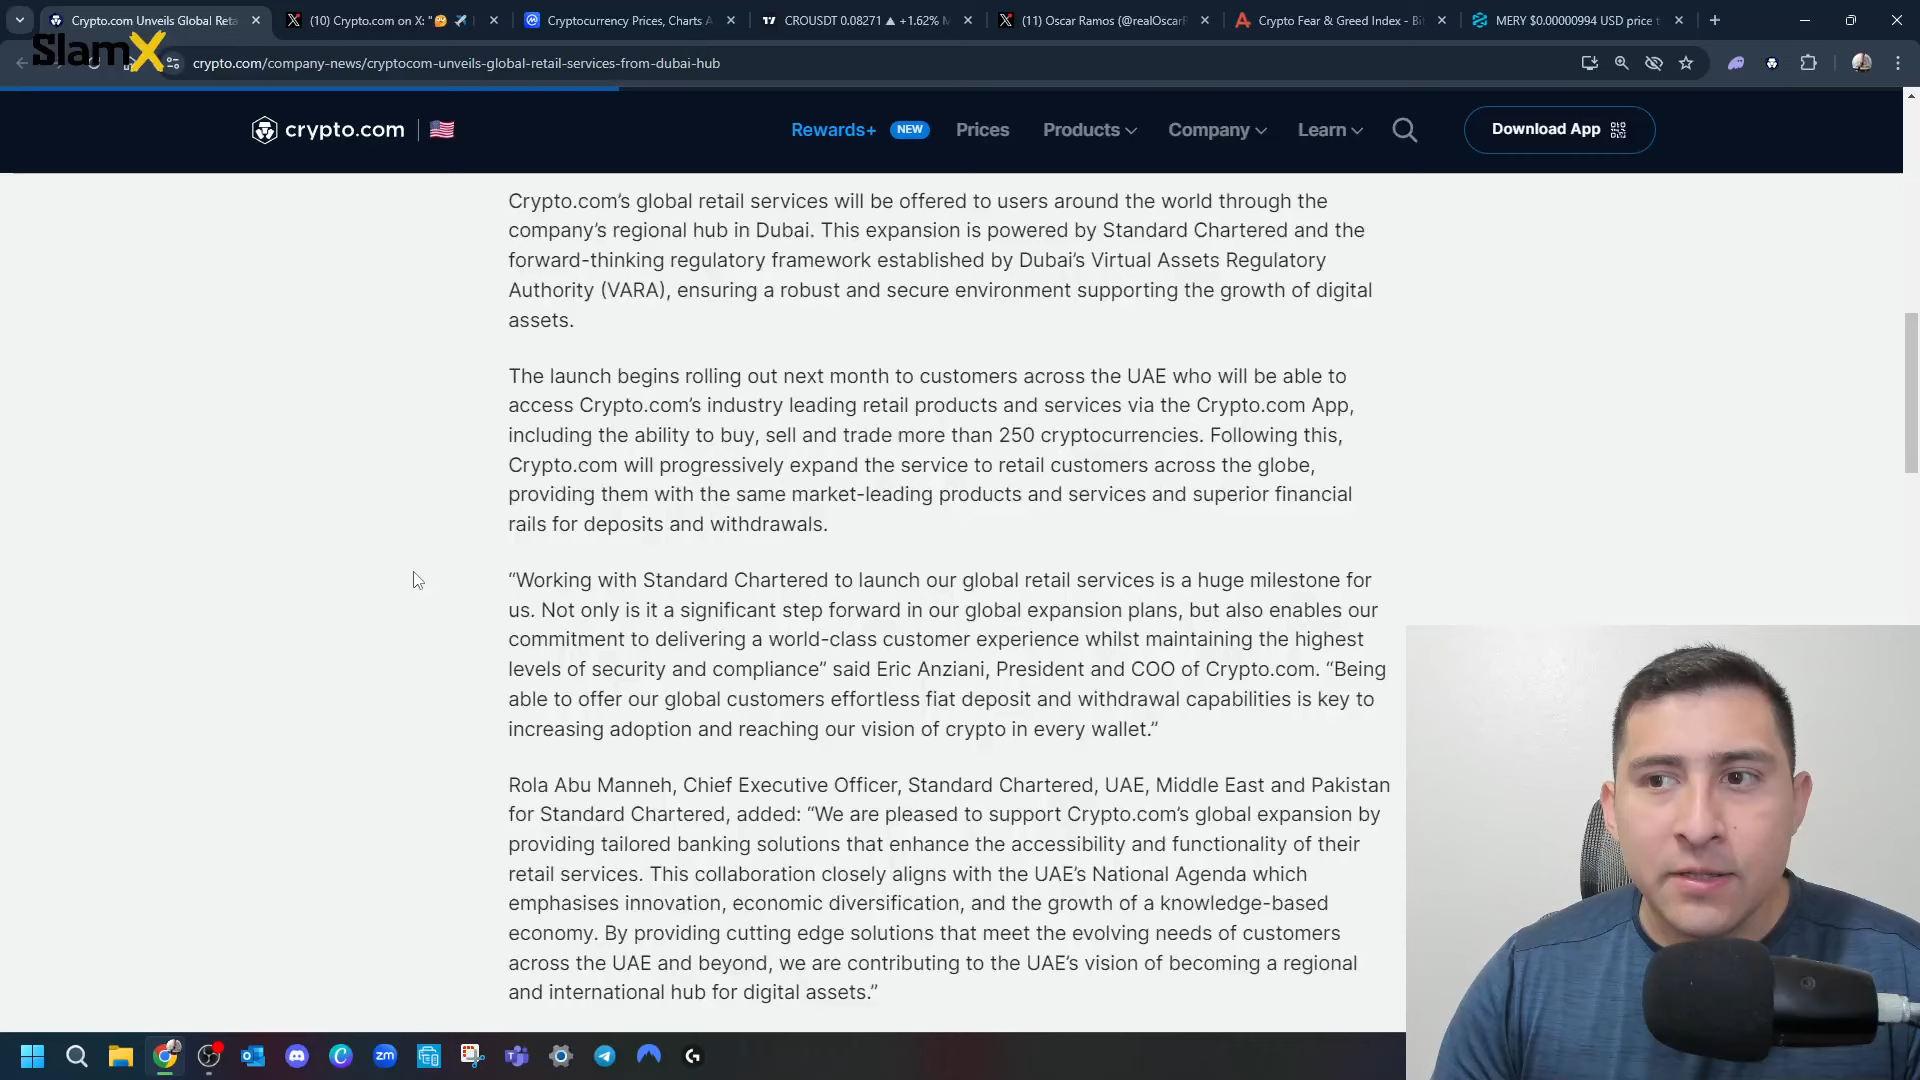 Crypto.com Unveils Global Reta
(10) Crypto.com on X: "
Cryptocurrency Prices, Charts A
CROUSDT 0.08271 ▲ +1.62%
(11) Oscar Ramos (@realOscarR
Crypto Fear & Greed Index - Bi
MERY $0.00000994 USD price t
SlamX
crypto.com/company-news/cryptocom-unveils-global-retail-services-from-dubai-hub
crypto.com
Rewards+ NEW Prices Products Company Learn Download App
Crypto.com’s global retail services will be offered to users around the world through the
company’s regional hub in Dubai. This expansion is powered by Standard Chartered and the
forward-thinking regulatory framework established by Dubai’s Virtual Assets Regulatory
Authority (VARA), ensuring a robust and secure environment supporting the growth of digital
assets.
The launch begins rolling out next month to customers across the UAE who will be able to
access Crypto.com’s industry leading retail products and services via the Crypto.com App,
including the ability to buy, sell and trade more than 250 cryptocurrencies. Following this,
Crypto.com will progressively expand the service to retail customers across the globe,
providing them with the same market-leading products and services and superior financial
rails for deposits and withdrawals.
“Working with Standard Chartered to launch our global retail services is a huge milestone for
us. Not only is it a significant step forward in our global expansion plans, but also enables our
commitment to delivering a world-class customer experience whilst maintaining the highest
levels of security and compliance” said Eric Anziani, President and COO of Crypto.com. “Being
able to offer our global customers effortless fiat deposit and withdrawal capabilities is key to
increasing adoption and reaching our vision of crypto in every wallet.”
Rola Abu Manneh, Chief Executive Officer, Standard Chartered, UAE, Middle East and Pakistan
for Standard Chartered, added: “We are pleased to support Crypto.com’s global expansion by
providing tailored banking solutions that enhance the accessibility and functionality of their
retail services. This collaboration closely aligns with the UAE’s National Agenda which
emphasises innovation, economic diversification, and the growth of a knowledge-based
economy. By providing cutting edge solutions that meet the evolving needs of customers
across the UAE and beyond, we are contributing to the UAE’s vision of becoming a regional
and international hub for digital assets.”
zm